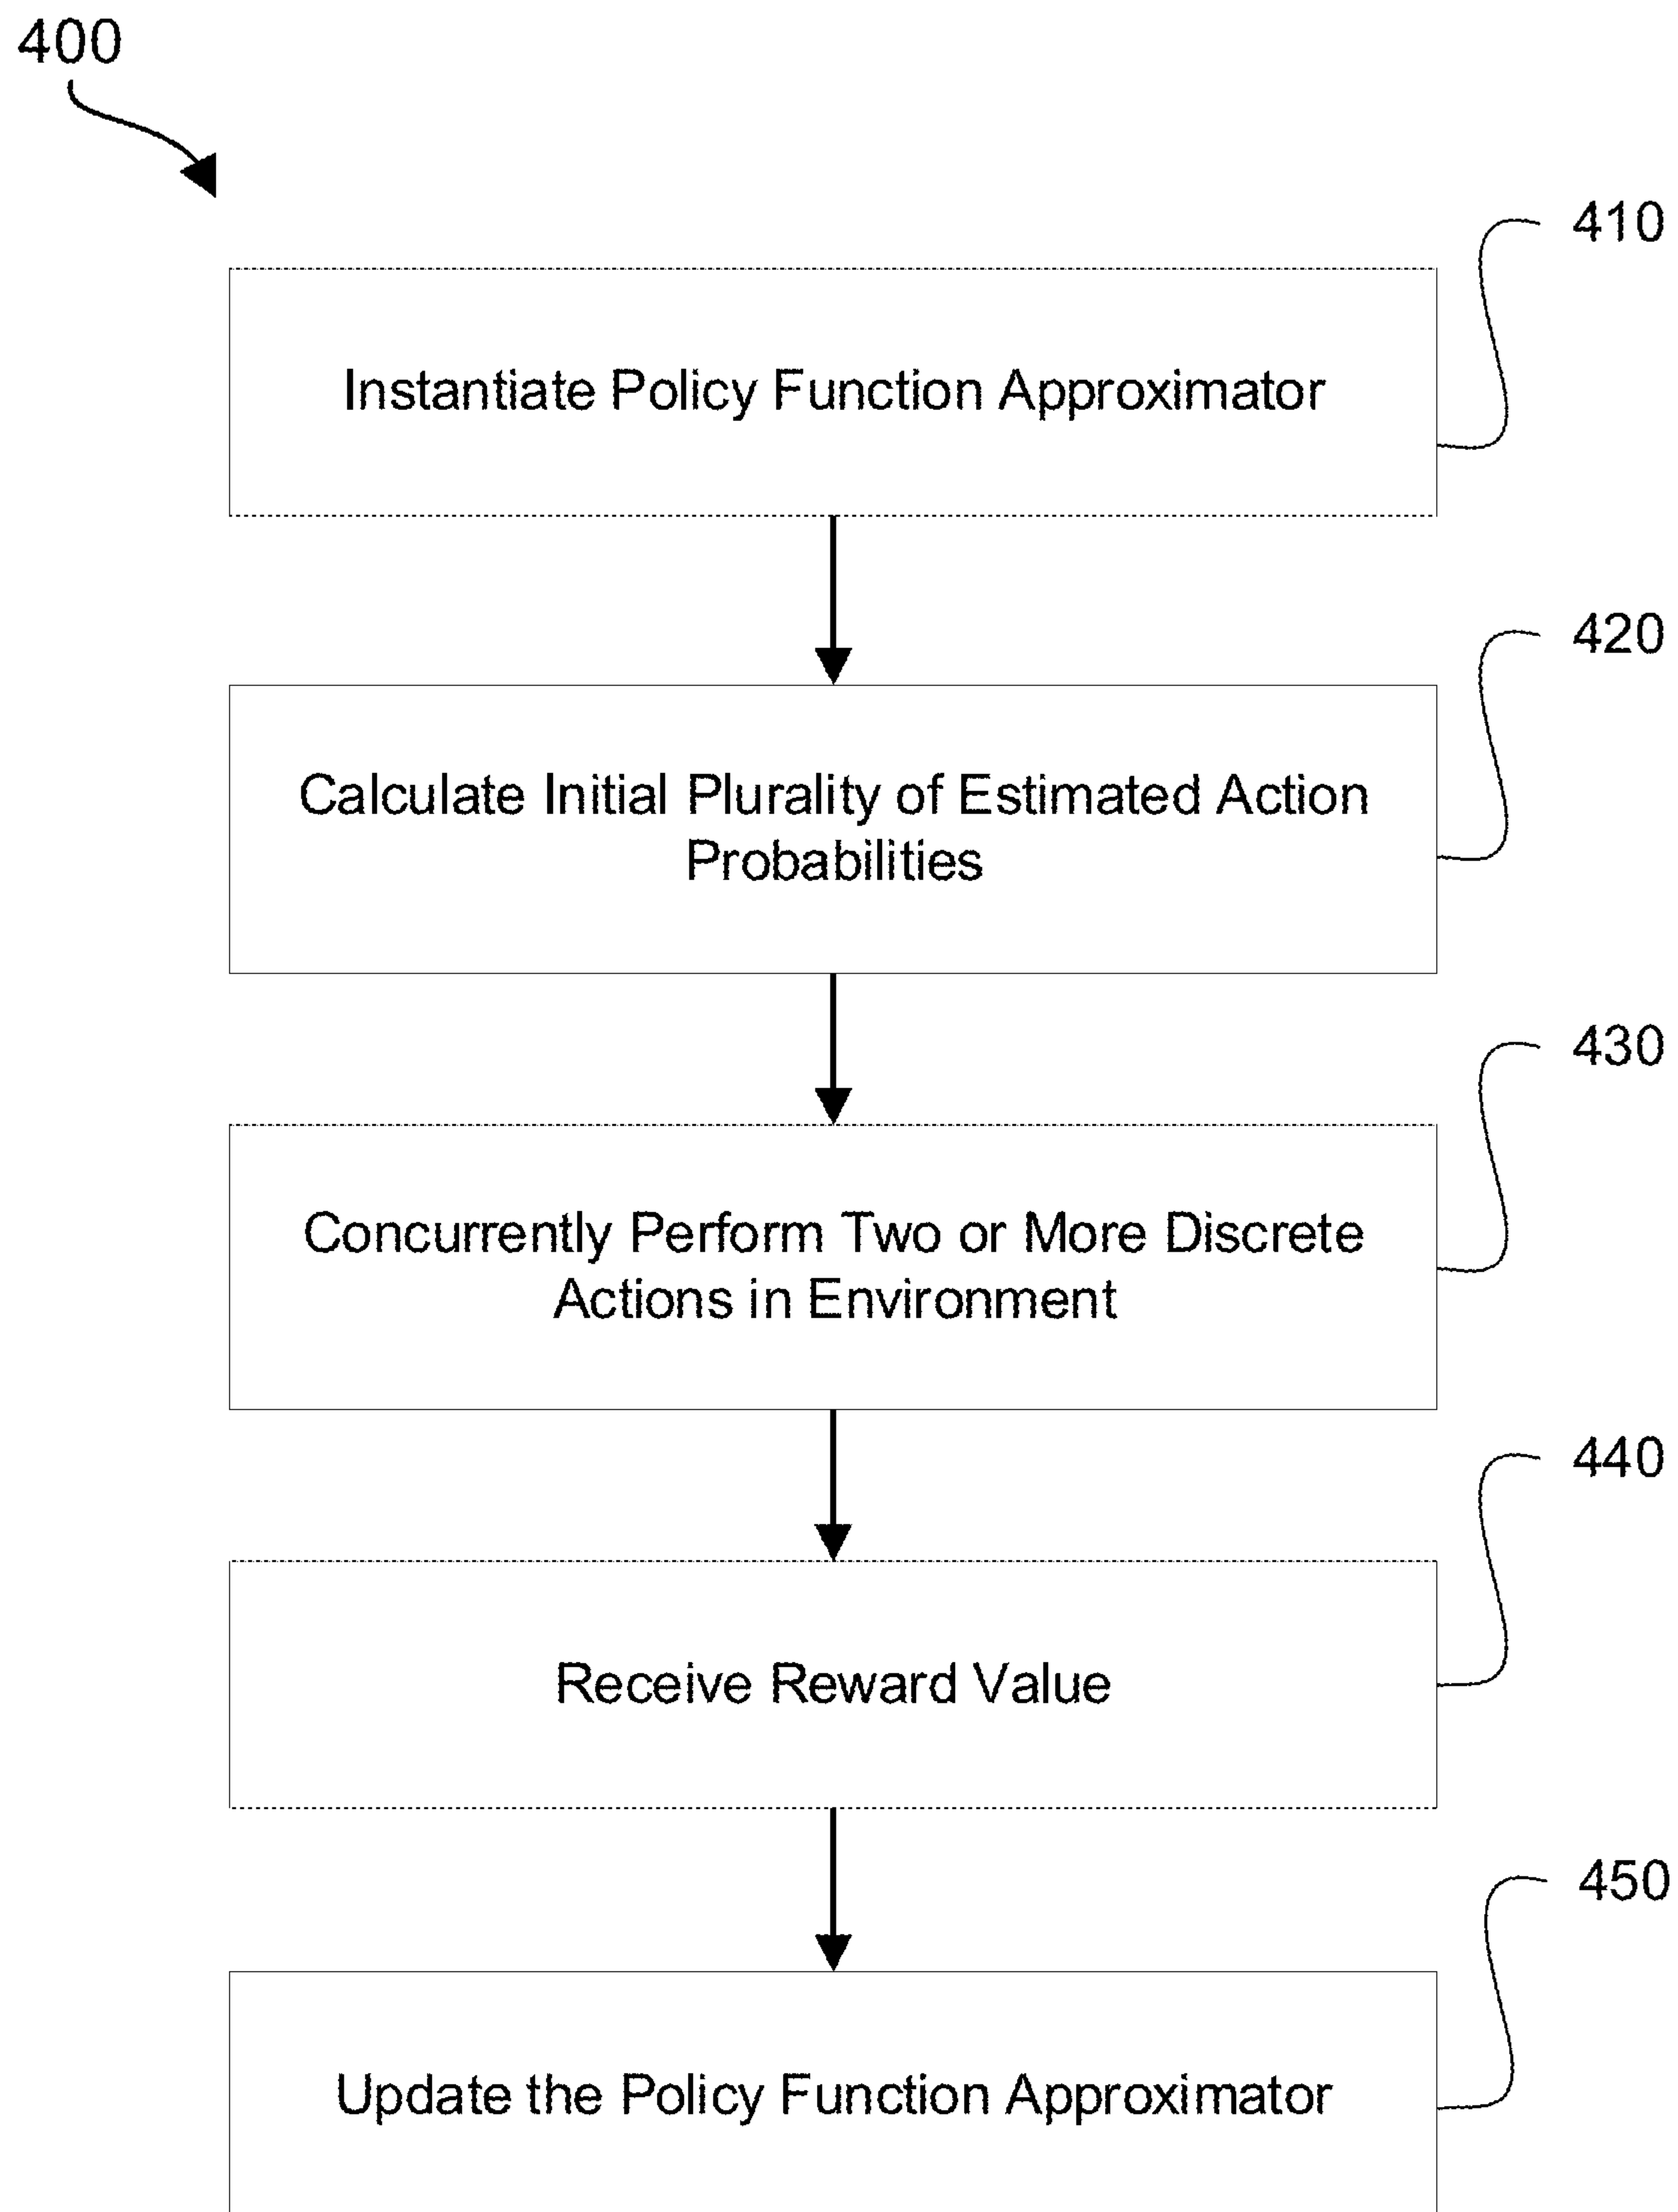 400
410
Instantiate Policy Function Approximator
420
Calculate Initial Plurality of Estimated Action
Probabilities
430
Concurrently Perform Two or More Discrete
Actions in Environment
440
Receive Reward Value
450
Update the Policy Function Approximator